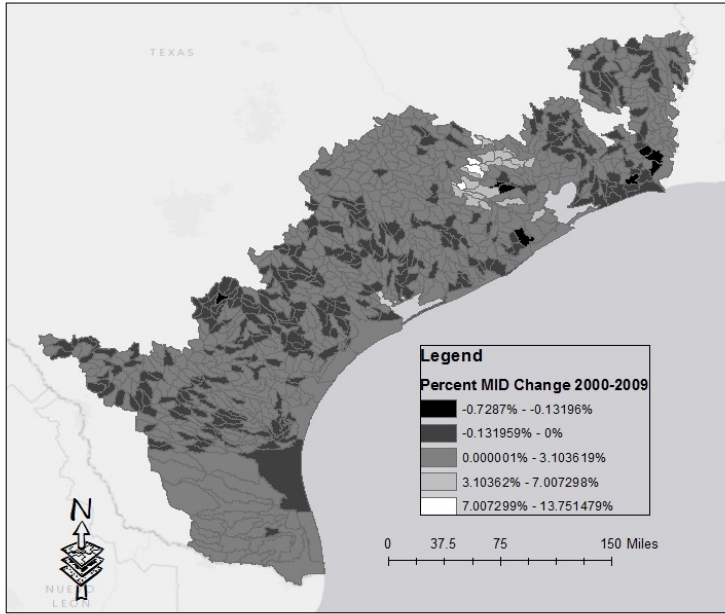 TEXAS
Legend
Percent MID Change 2000-2009
-0.7287% - -0.13196%
-0.131959% - 0%
0.000001% - 3.103619%
3.10362% - 7.007298%
7.007299% - 13.751479%
N
0 37.5 75 150 Miles
NUEVO
LEON